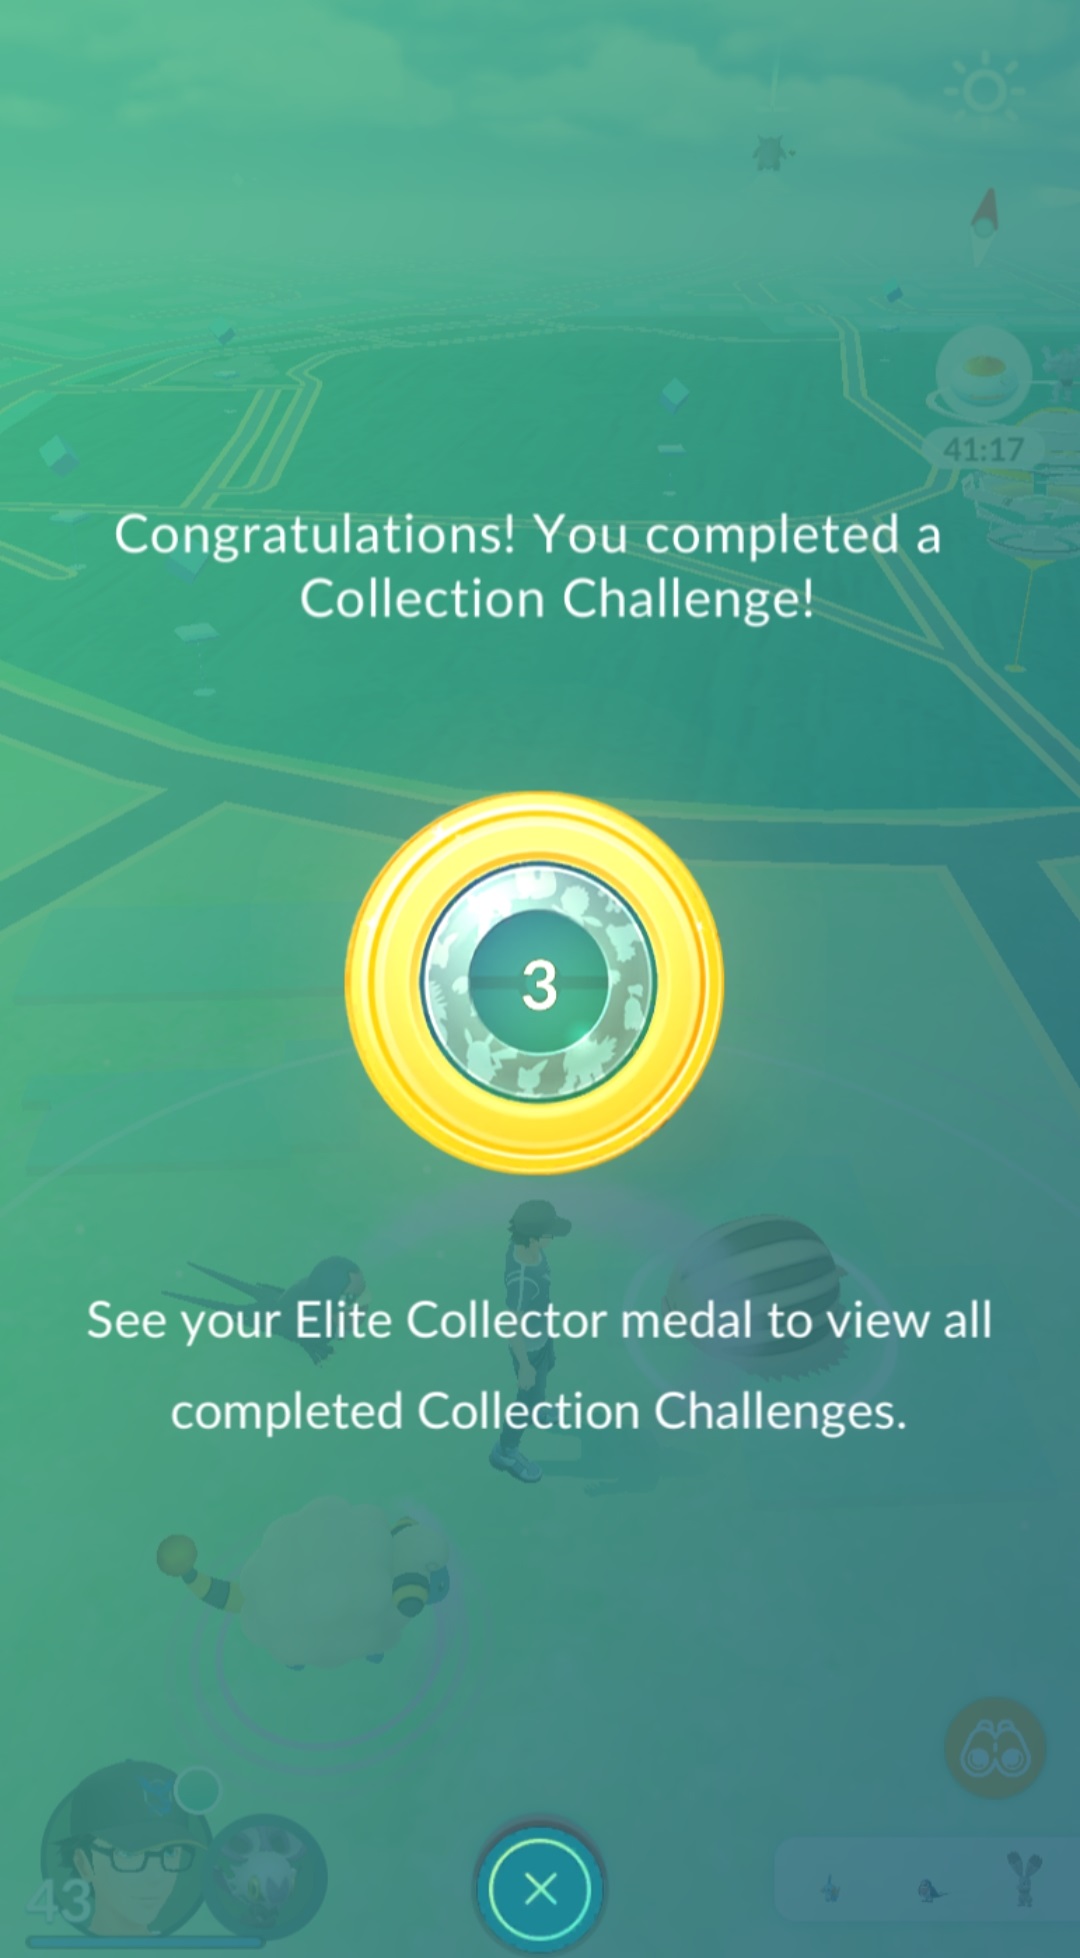 41:17
Congratulations! You completed a
Collection Challenge!
3
See your Elite Collector medal to view all
completed Collection Challenges.
43